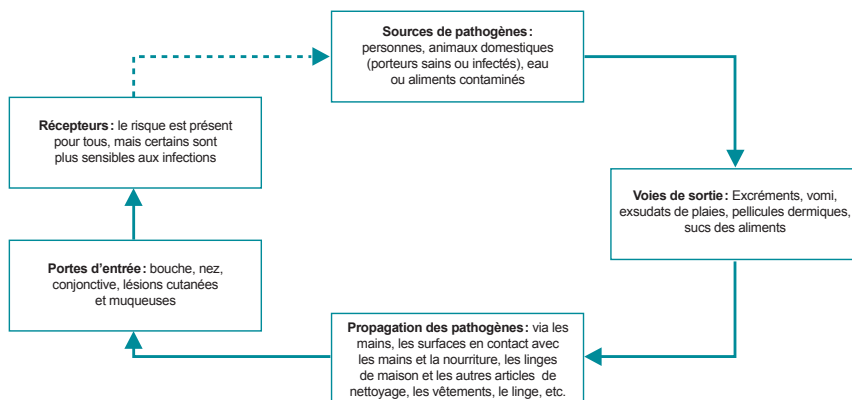 Sources de pathogènes :
personnes, animaux domestiques
(porteurs sains ou infectés), eau
ou aliments contaminés
Récepteurs : le risque est présent
pour tous, mais certains sont
plus sensibles aux infections
Voies de sortie : Excréments, vomi,
exsudats de plaies, pellicules dermiques,
sucs des aliments
Portes d’entrée : bouche, nez,
conjonctive, lésions cutanées
et muqueuses
Propagation des pathogènes : via les
mains, les surfaces en contact avec
les mains et la nourriture, les linges
de maison et les autres articles de
nettoyage, les vêtements, le linge, etc.